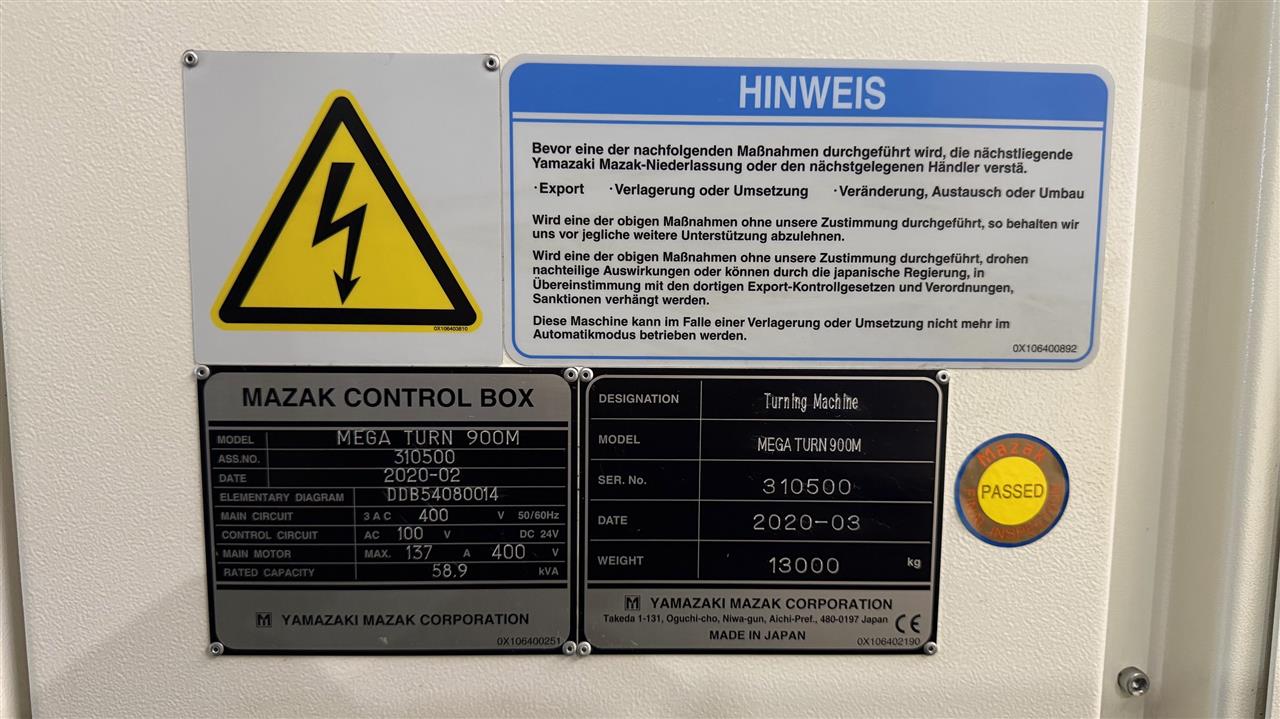 0X106403810
HINWEIS
Bevor eine der nachfolgenden Maßnahmen durchgeführt wird, die nächstliegende
Yamazaki Mazak-Niederlassung oder den nächstgelegenen Händler verstä.
·Export ·Verlagerung oder Umsetzung ·Veränderung, Austausch oder Umbau
Wird eine der obigen Maßnahmen ohne unsere Zustimmung durchgeführt, so behalten wir
uns vor jegliche weitere Unterstützung abzulehnen.
Wird eine der obigen Maßnahmen ohne unsere Zustimmung durchgeführt, drohen
nachteilige Auswirkungen oder können durch die japanische Regierung, in
Übereinstimmung mit den dortigen Export-Kontrollgesetzen und Verordnungen,
Sanktionen verhängt werden.
Diese Maschine kann im Falle einer Verlagerung oder Umsetzung nicht mehr im
Automatikmodus betrieben werden.
0X106400892
MAZAK CONTROL BOX
MODEL MEGA TURN 900M
ASS.NO. 310500
DATE 2020-02
ELEMENTARY DIAGRAM DDB54080014
MAIN CIRCUIT 3 A C 400 V 50/60Hz
CONTROL CIRCUIT AC 100 V DC 24V
MAIN MOTOR MAX. 137 A 400 V
RATED CAPACITY 58.9 kVA
M YAMAZAKI MAZAK CORPORATION
0X106400251
DESIGNATION Turning Machine
MODEL MEGA TURN 900M
SER. No. 310500
DATE 2020-03
WEIGHT 13000 kg
M YAMAZAKI MAZAK CORPORATION
Takeda 1-131, Oguchi-cho, Niwa-gun, Aichi-Pref., 480-0197 Japan
MADE IN JAPAN
CE
0X106402190
Mazak
PASSED